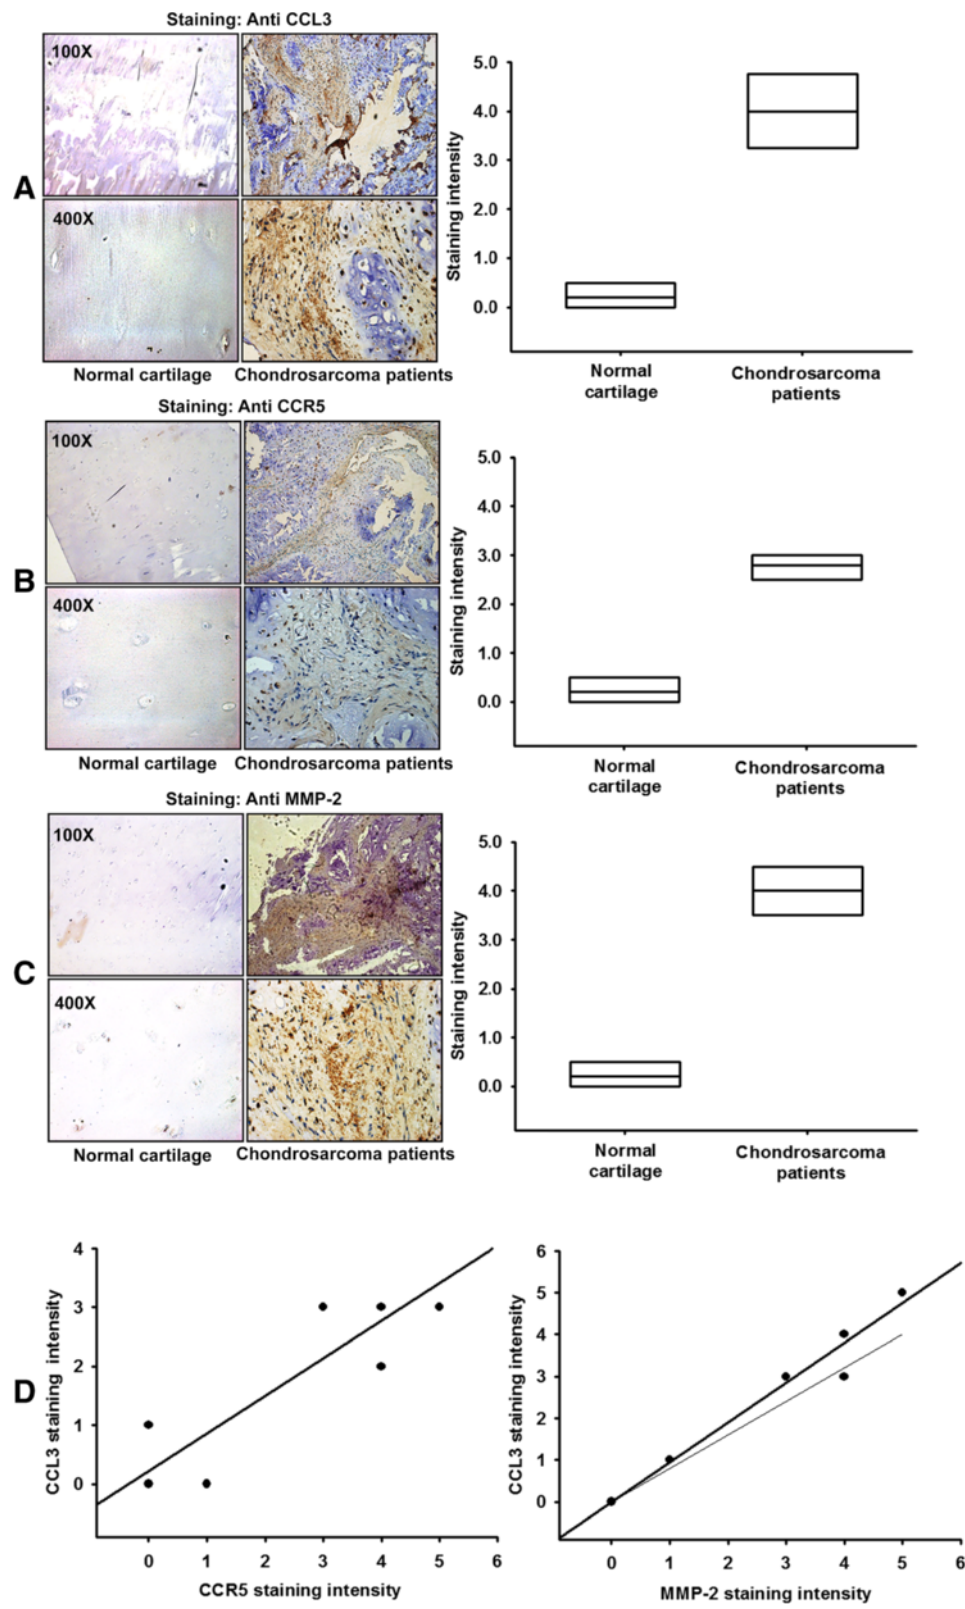 Staining: Anti CCL3
A
100X
400X
Normal cartilage Chondrosarcoma patients
Staining intensity
5.0
4.0
3.0
2.0
1.0
0.0
Normal cartilage
Chondrosarcoma patients
Staining: Anti CCR5
B
100X
400X
Normal cartilage Chondrosarcoma patients
Staining intensity
5.0
4.0
3.0
2.0
1.0
0.0
Normal cartilage
Chondrosarcoma patients
Staining: Anti MMP-2
C
100X
400X
Normal cartilage Chondrosarcoma patients
Staining intensity
5.0
4.0
3.0
2.0
1.0
0.0
Normal cartilage
Chondrosarcoma patients
D
CCL3 staining intensity
4
3
2
1
0
0 1 2 3 4 5 6
CCR5 staining intensity
CCL3 staining intensity
6
5
4
3
2
1
0
0 1 2 3 4 5 6
MMP-2 staining intensity